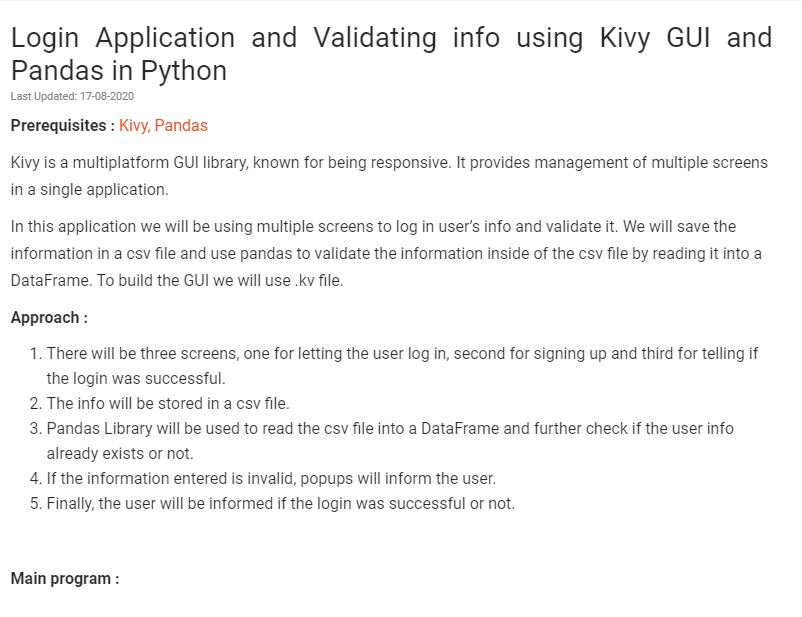 Login Application and Validating info using Kivy GUI and
Pandas in Python
Last Updated: 17-08-2020
Prerequisites : Kivy, Pandas
Kivy is a multiplatform GUI library, known for being responsive. It provides management of multiple screens
in a single application.
In this application we will be using multiple screens to log in user’s info and validate it. We will save the
information in a csv file and use pandas to validate the information inside of the csv file by reading it into a
DataFrame. To build the GUI we will use .kv file.
Approach :
1. There will be three screens, one for letting the user log in, second for signing up and third for telling if
the login was successful.
2. The info will be stored in a csv file.
3. Pandas Library will be used to read the csv file into a DataFrame and further check if the user info
already exists or not.
4. If the information entered is invalid, popups will inform the user.
5. Finally, the user will be informed if the login was successful or not.
Main program :